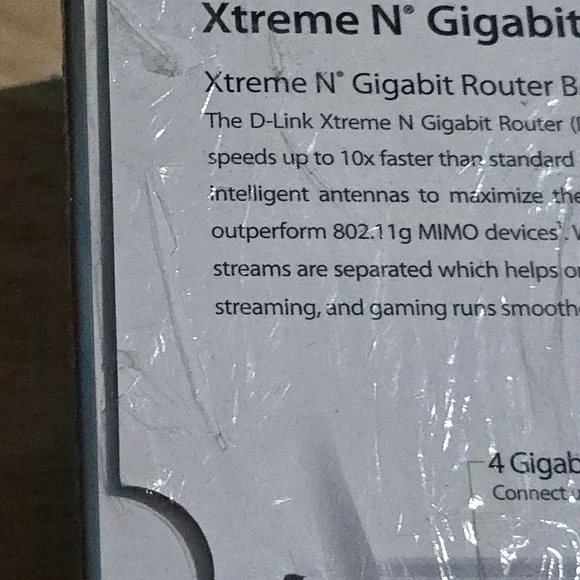 Xtreme N® Gigabit
Xtreme N® Gigabit Router B
The D-Link Xtreme N Gigabit Router (
speeds up to 10x faster than standard
intelligent antennas to maximize the
outperform 802.11g MIMO devices¹.
streams are separated which helps
streaming, and gaming runs smooth
4 Gigab
Connect